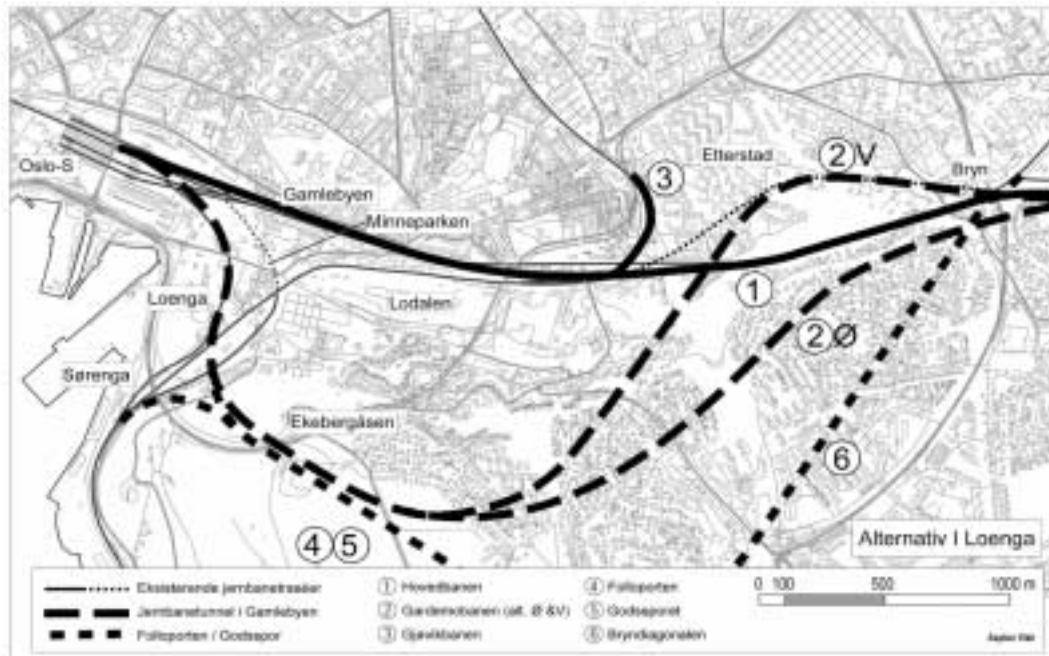 Etterstad
2V
Bryn
Oslo-S
3
Gamlebyen
Minneparken
1
Loenga
Lodalen
2Ø
Sørenga
Ekebergåsen
6
4 5
Alternativ I Loenga
Eksisterende jernbanetraséer
1 Hovedbanen
4 Folloporten
0 100 500 1000 m
Jernbanetunnel i Gamlebyen
2 Gardermobanen (alt. Ø &V)
5 Godssporet
Folloporten / Godsspor
3 Gjøvikbanen
6 Bryndiagonalen